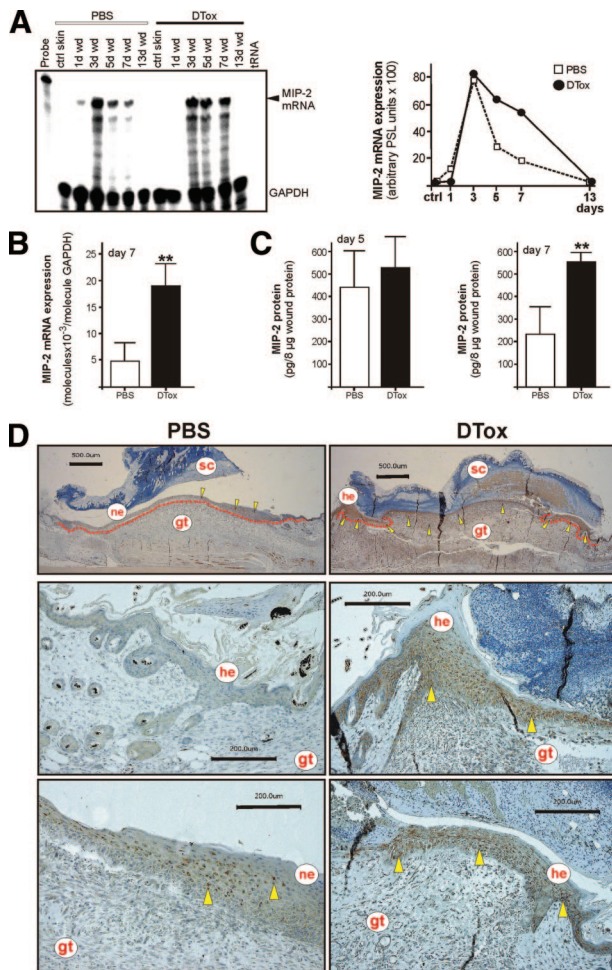 A
PBS
DTox
Probe
ctrl skin
1d wd
3d wd
5d wd
7d wd
13d wd
ctrl skin
1d wd
3d wd
5d wd
7d wd
13d wd
tRNA
MIP-2
mRNA
GAPDH
MIP-2 mRNA expression
(arbitrary PSL units x 100)
80
60
40
20
PBS
DTox
ctrl 1 3 5 7 13
days
B
MIP-2 mRNA expression
(moleculesx10⁻³/molecule GAPDH)
day 7
**
25
20
15
10
5
PBS DTox
C
MIP-2 protein
(pg/8 µg wound protein)
day 5
600
500
400
300
200
100
PBS DTox
MIP-2 protein
(pg/8 µg wound protein)
day 7
**
600
500
400
300
200
100
PBS DTox
D
PBS
DTox
500.0um
sc
ne
gt
500.0um
sc
he
gt
he
200.0um
gt
200.0um
he
gt
200.0um
ne
gt
200.0um
he
gt